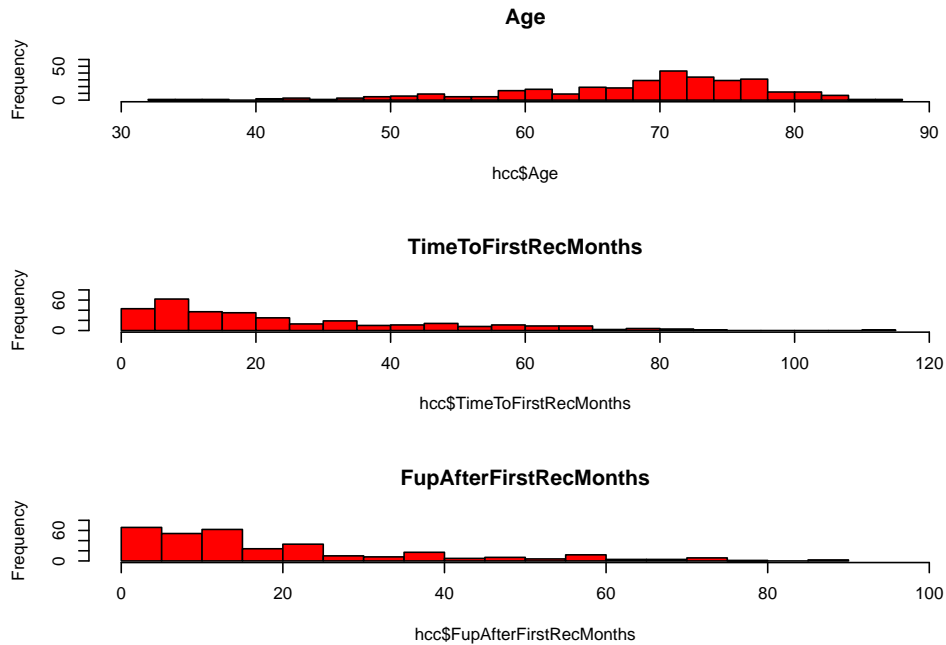 Age
Frequency
0
50
30 40 50 60 70 80 90
hcc$Age
TimeToFirstRecMonths
Frequency
0
60
0 20 40 60 80 100 120
hcc$TimeToFirstRecMonths
FupAfterFirstRecMonths
Frequency
0
60
0 20 40 60 80 100
hcc$FupAfterFirstRecMonths